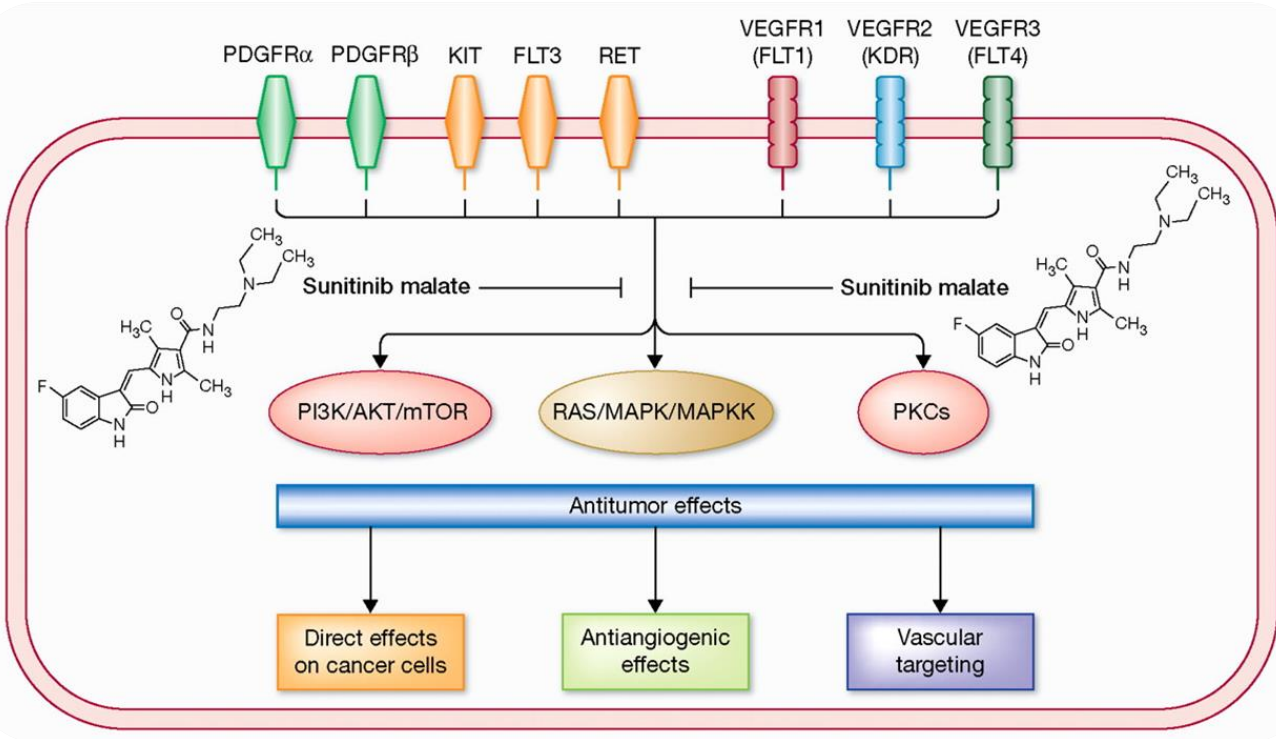 PDGFRα
PDGFRβ
KIT
FLT3
RET
VEGFR1
(FLT1)
VEGFR2
(KDR)
VEGFR3
(FLT4)
CH3
CH3
N
O
N
H
H3C
N
H
CH3
F
O
N
H
Sunitinib malate
Sunitinib malate
CH3
CH3
N
O
N
H
H3C
N
H
CH3
F
O
N
H
PI3K/AKT/mTOR
RAS/MAPK/MAPKK
PKCs
Antitumor effects
Direct effects
on cancer cells
Antiangiogenic
effects
Vascular
targeting